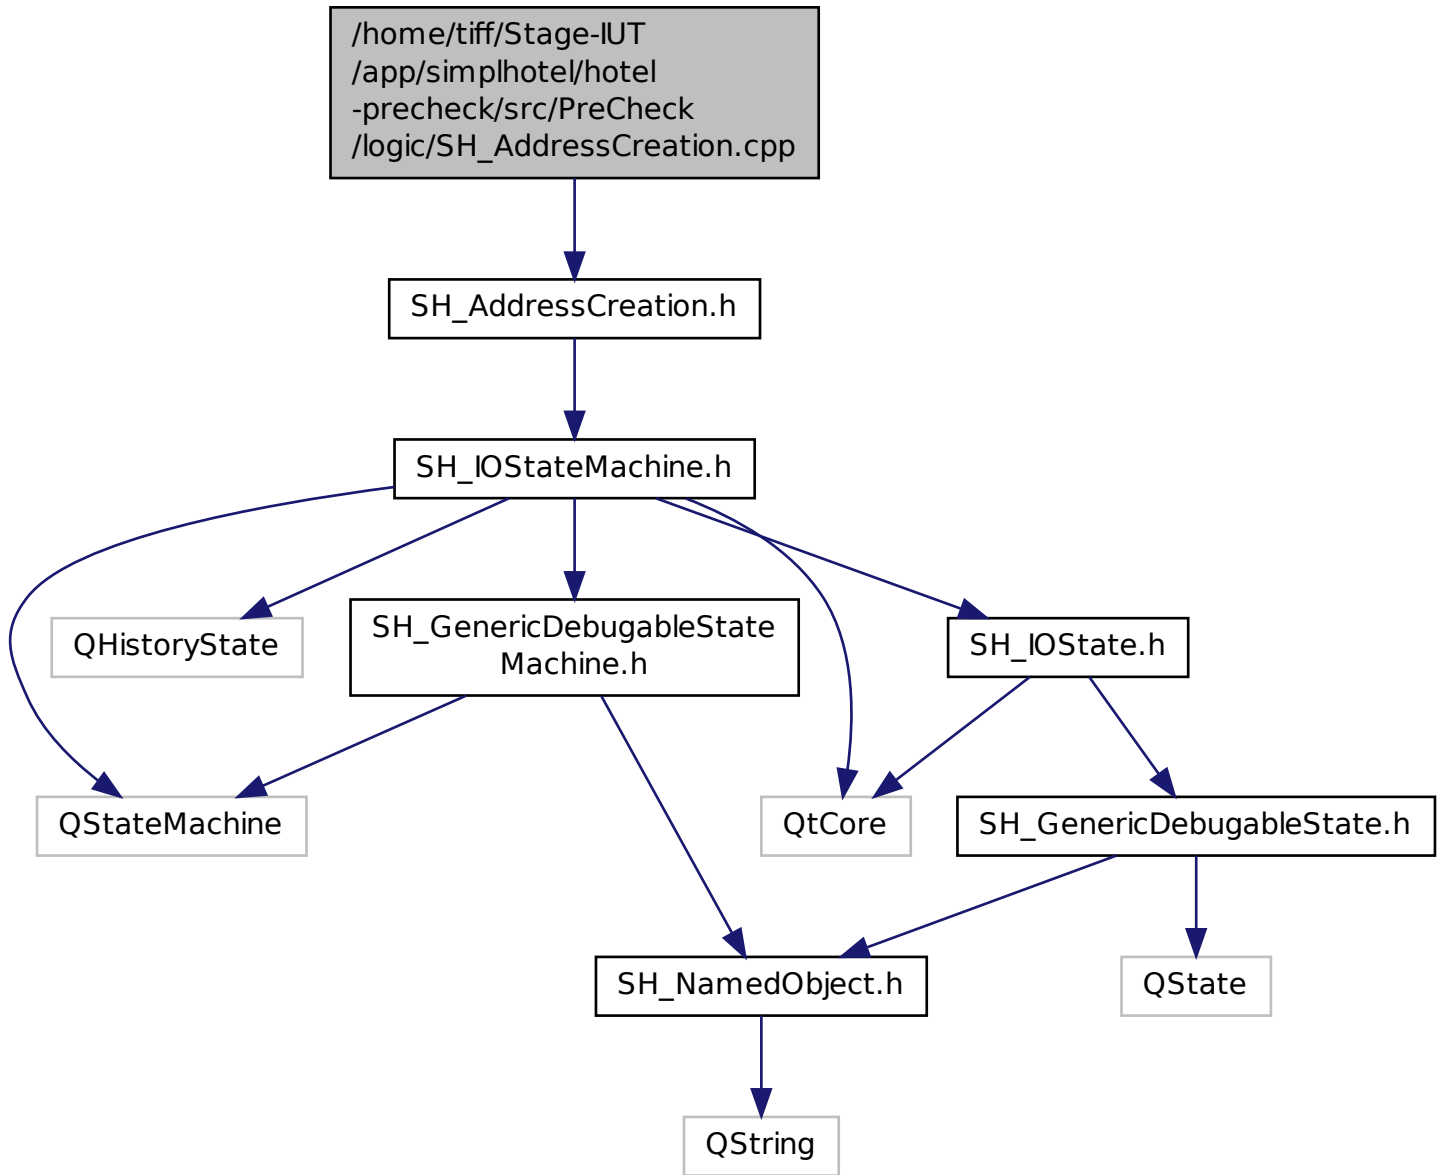 /home/tiff/Stage-IUT
/app/simplhotel/hotel
-precheck/src/PreCheck
/logic/SH_AddressCreation.cpp
SH_AddressCreation.h
SH_IOStateMachine.h
QHistoryState
SH_GenericDebugableState
Machine.h
SH_IOState.h
QStateMachine
QtCore
SH_GenericDebugableState.h
SH_NamedObject.h
QState
QString